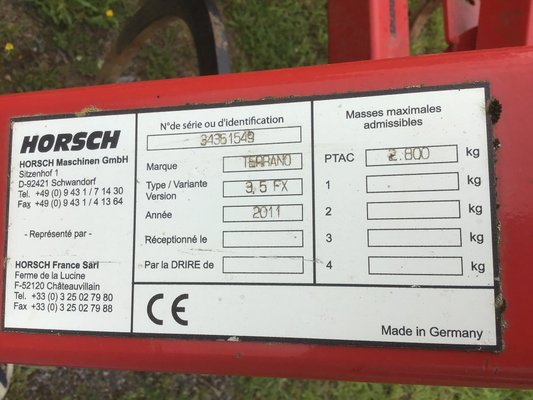 HORSCH
HORSCH Maschinen GmbH
Sitzenhof 1
D-92421 Schwandorf
Tel. +49 (0) 9 43 1 / 7 14 30
Fax +49 (0) 9 43 1 / 4 13 64
- Représenté par -
HORSCH France Sarl
Ferme de la Lucine
F-52120 Châteauvillain
Tel. +33 (0) 3 25 02 79 80
Fax +33 (0) 3 25 02 79 88
N°de série ou d'identification
34361549
Marque TERRANO
Type / Variante
Version 3,5 FX
Année 2011
Réceptionné le
Par la DRIRE de
Masses maximales
admissibles
PTAC 2.800 kg
1 kg
2 kg
3 kg
4 kg
CE
Made in Germany